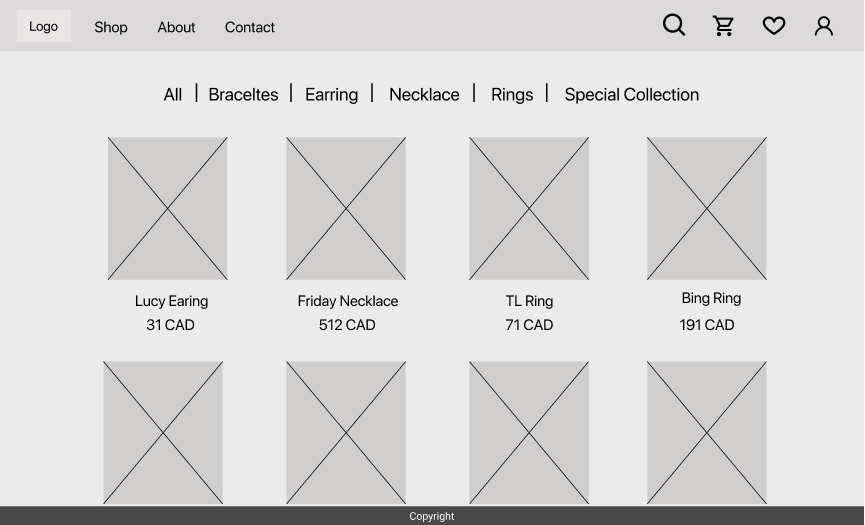 Logo Shop About Contact
All | Braceltes | Earring | Necklace | Rings | Special Collection
Lucy Earing Friday Necklace TL Ring Bing Ring
31 CAD 512 CAD 71 CAD 191 CAD
Copyright